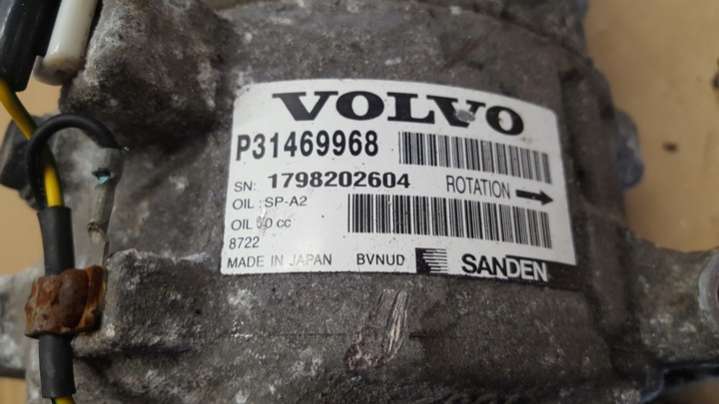 VOLVO
P31469968
SN: 1798202604
ROTATION
OIL : SP-A2
OIL cc
8722
MADE IN JAPAN BVNUD SANDEN